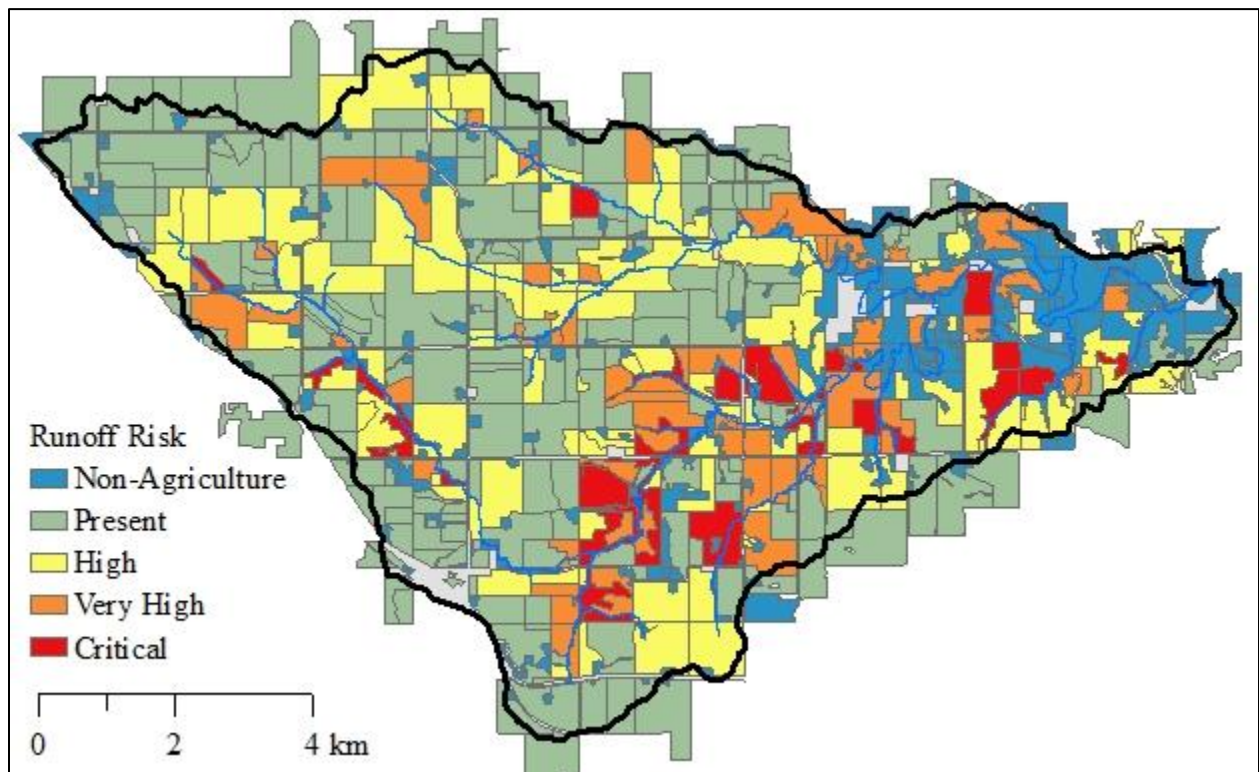 Runoff Risk
Non-Agriculture
Present
High
Very High
Critical
0 2 4 km